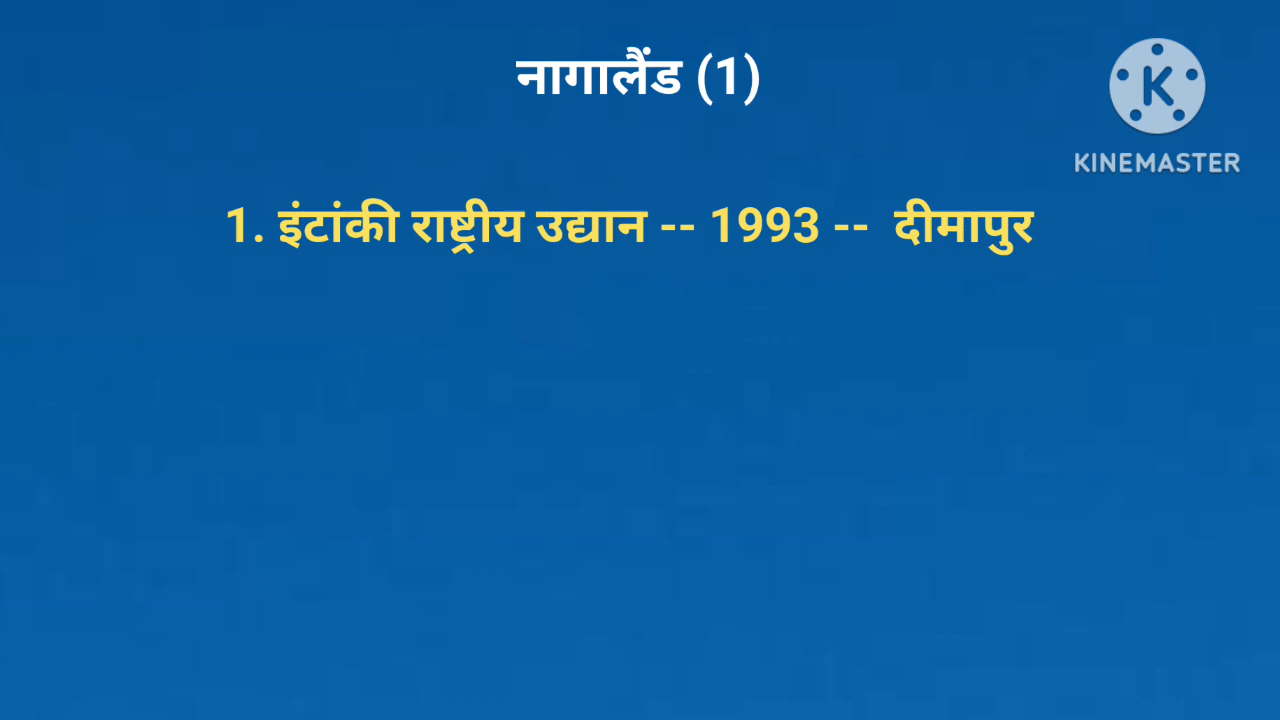 नागालैंड (1)
K
KINEMASTER
1. इंटांकी राष्ट्रीय उद्यान -- 1993 -- दीमापुर